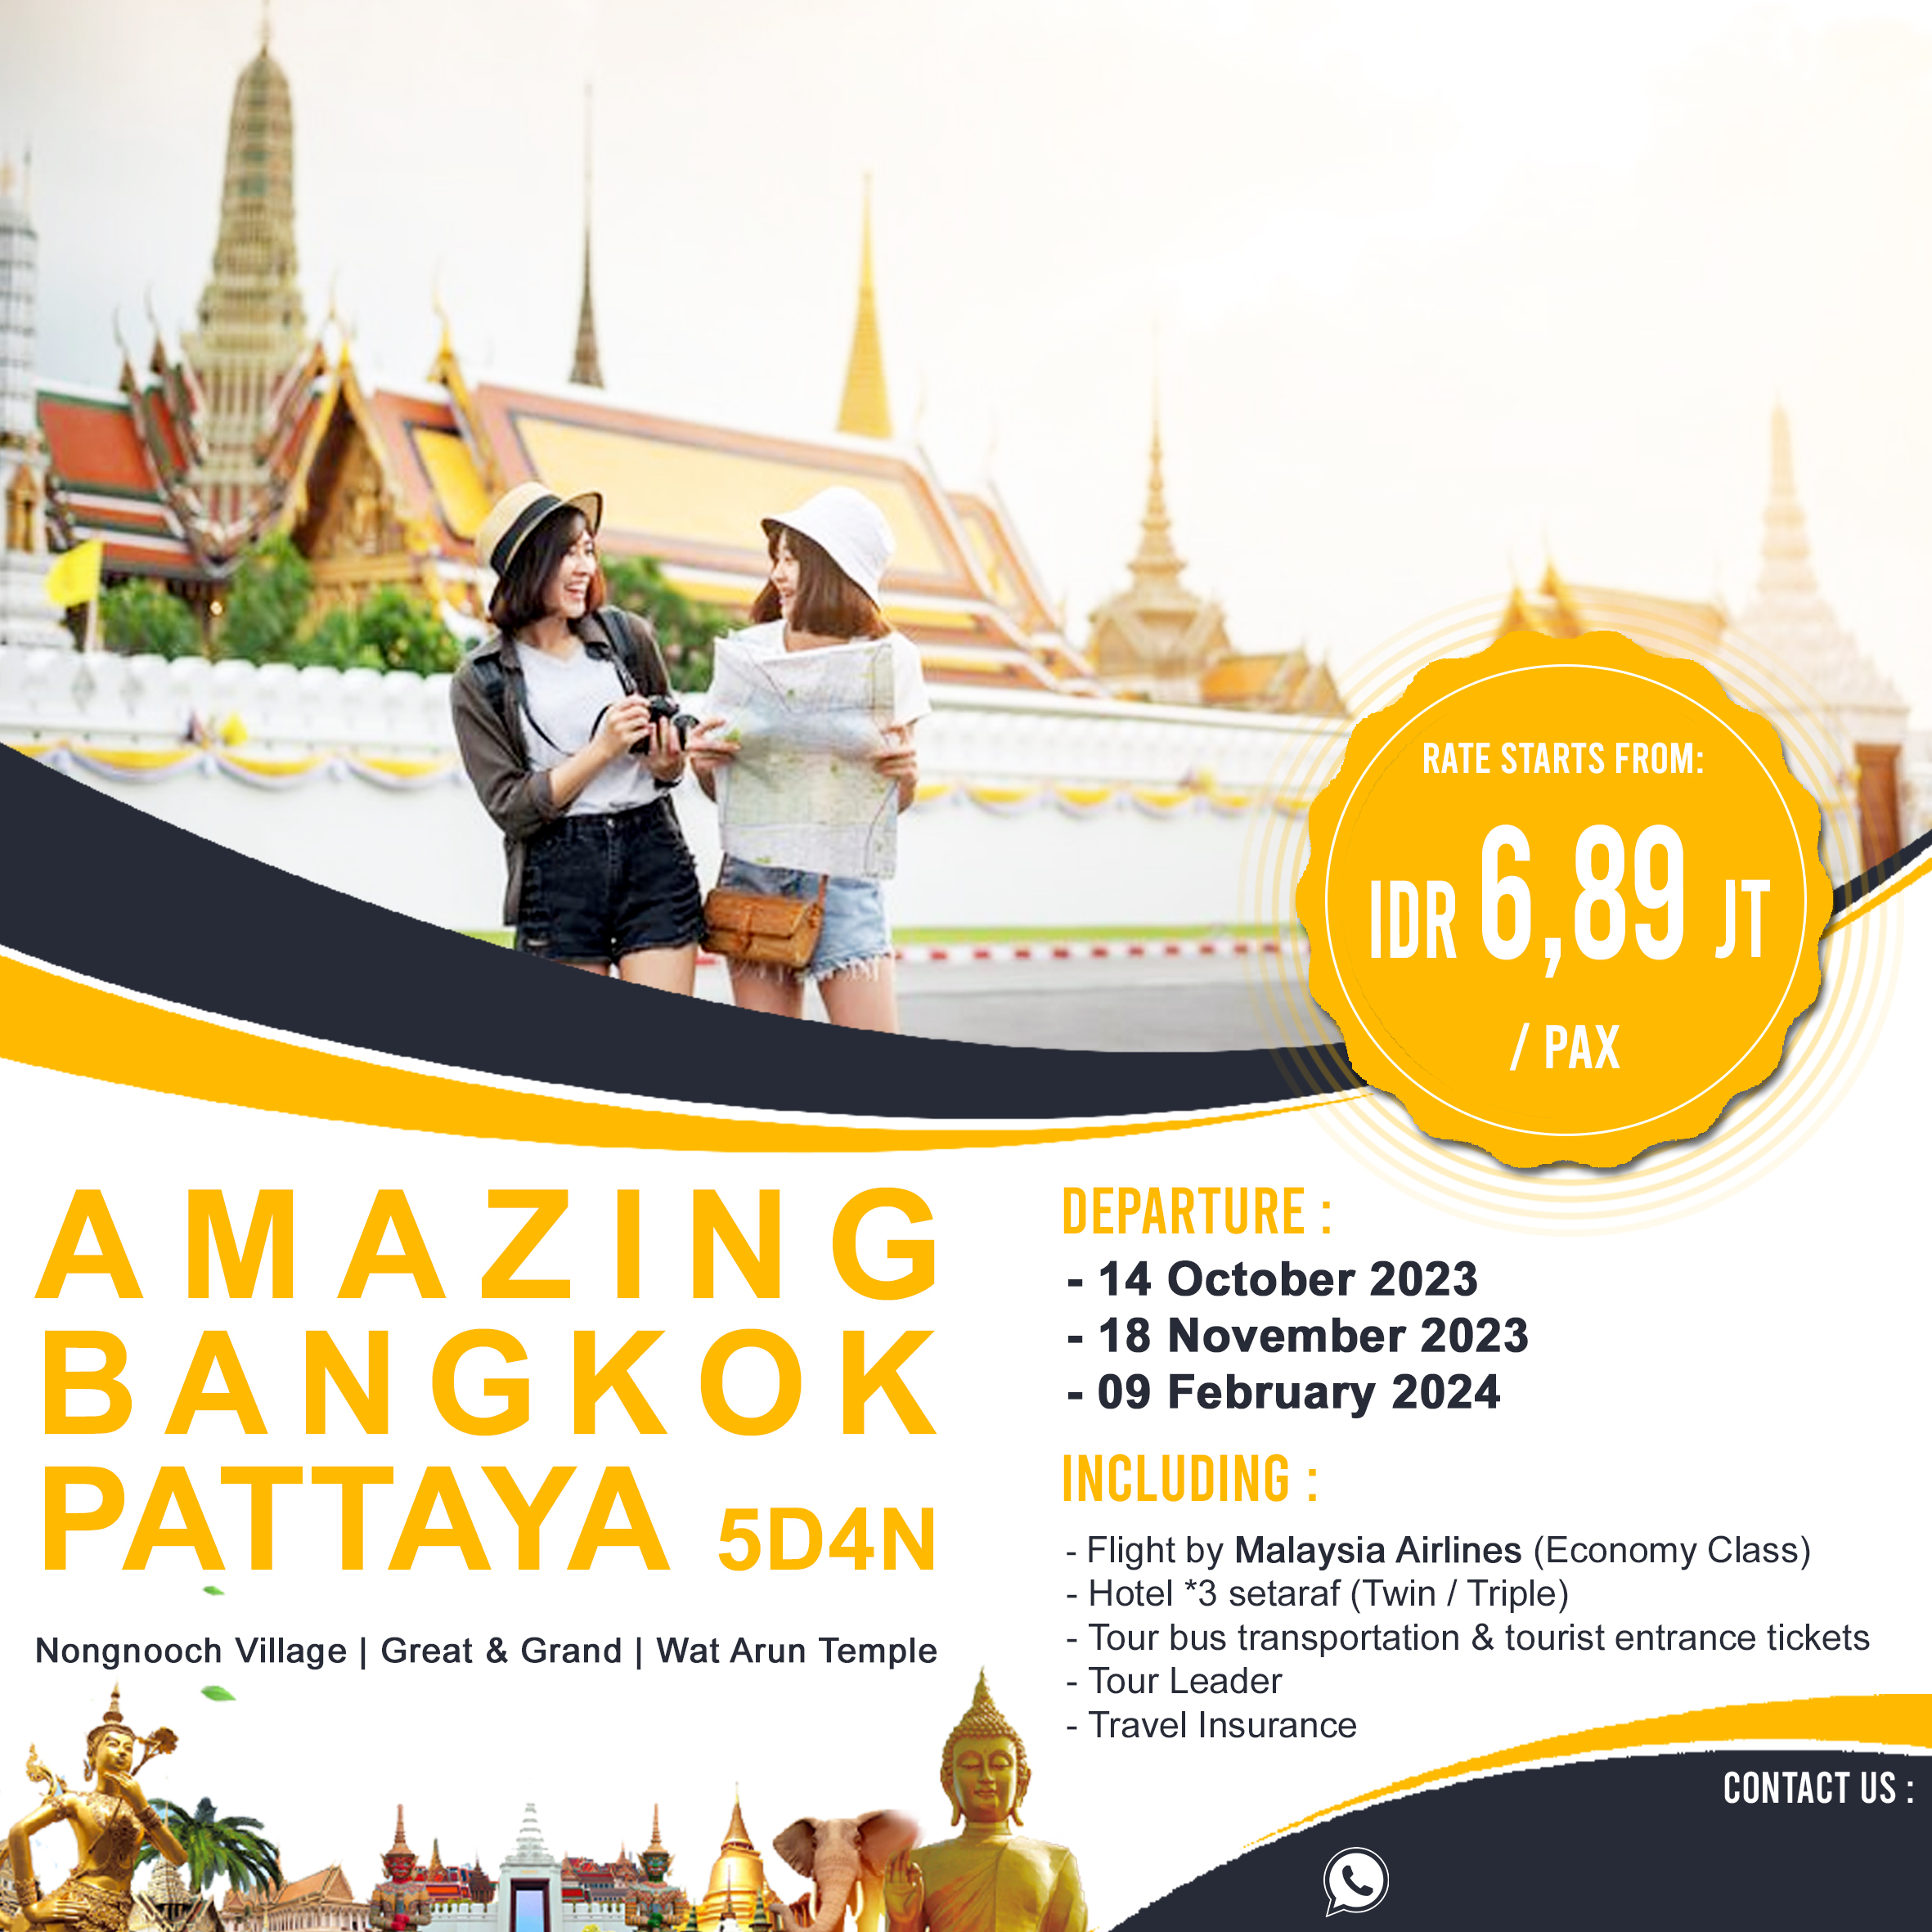 RATE STARTS FROM:
IDR 6,89 JT
/ PAX
AMAZING
BANGKOK
PATTAYA 5D4N
Nongnooch Village | Great & Grand | Wat Arun Temple
DEPARTURE :
- 14 October 2023
- 18 November 2023
- 09 February 2024
INCLUDING :
- Flight by Malaysia Airlines (Economy Class)
- Hotel *3 setaraf (Twin / Triple)
- Tour bus transportation & tourist entrance tickets
- Tour Leader
- Travel Insurance
CONTACT US :